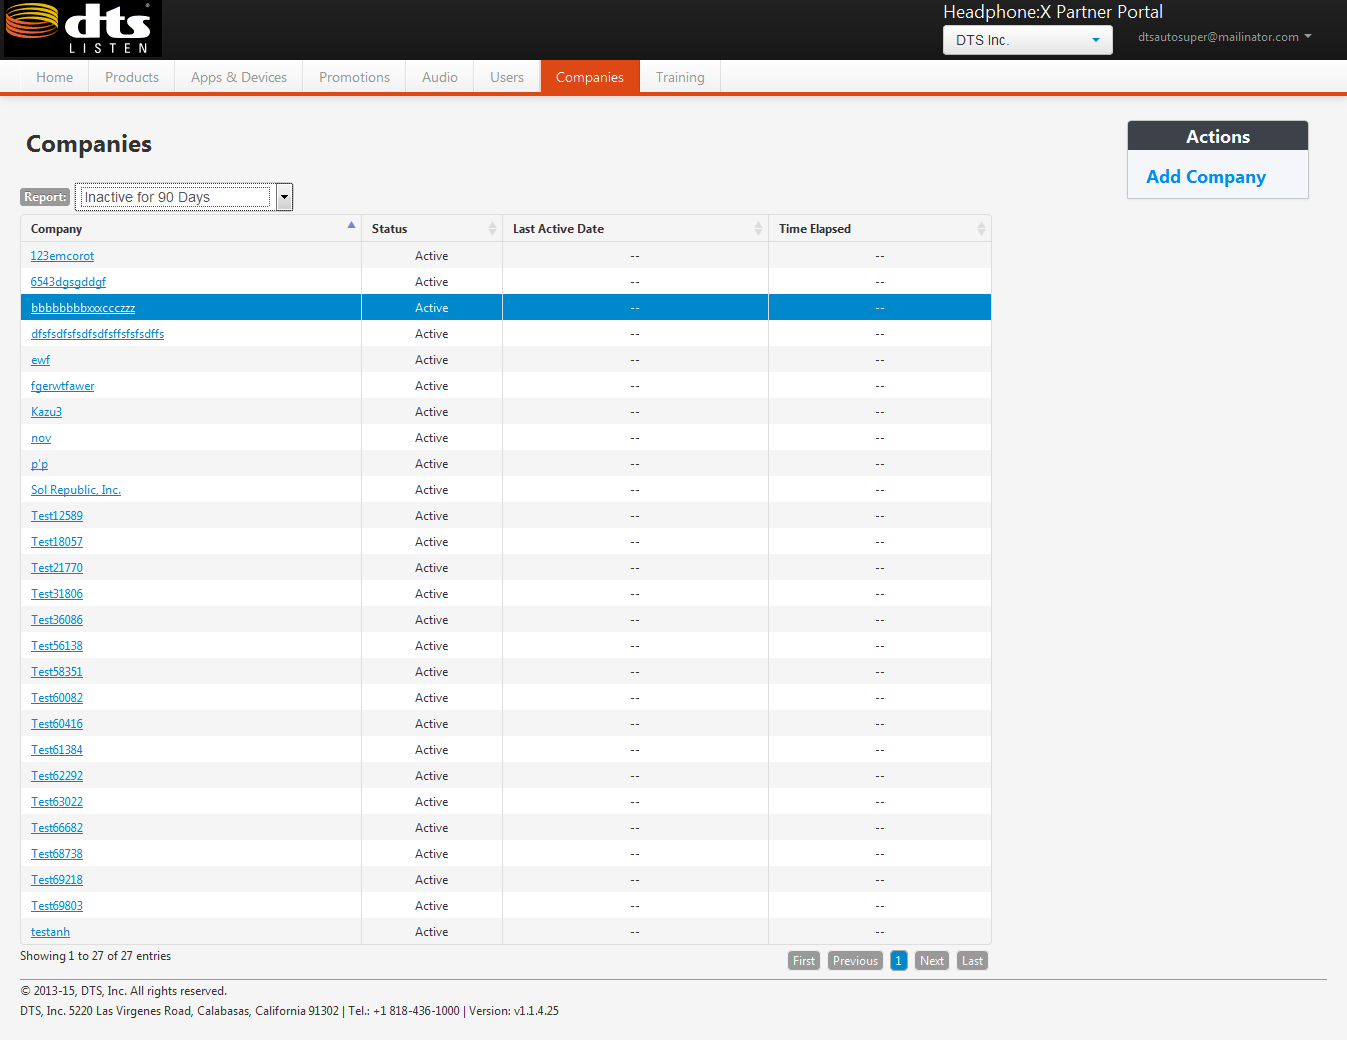 dts®
LISTEN
Headphone:X Partner Portal
DTS Inc.
dtsautosuper@mailinator.com
Home Products Apps & Devices Promotions Audio Users Companies Training
Companies
Actions
Add Company
Report: Inactive for 90 Days
Company Status Last Active Date Time Elapsed
123emcorot Active -- --
6543dgsgddgf Active -- --
bbbbbbbbxxxccczzz Active -- --
dfsfsdfsfsdfsdfsffsfsfsdffs Active -- --
ewf Active -- --
fgerwtfawer Active -- --
Kazu3 Active -- --
nov Active -- --
p'p Active -- --
Sol Republic, Inc. Active -- --
Test12589 Active -- --
Test18057 Active -- --
Test21770 Active -- --
Test31806 Active -- --
Test36086 Active -- --
Test56138 Active -- --
Test58351 Active -- --
Test60082 Active -- --
Test60416 Active -- --
Test61384 Active -- --
Test62292 Active -- --
Test63022 Active -- --
Test66682 Active -- --
Test68738 Active -- --
Test69218 Active -- --
Test69803 Active -- --
testanh Active -- --
Showing 1 to 27 of 27 entries
First Previous 1 Next Last
© 2013-15, DTS, Inc. All rights reserved.
DTS, Inc. 5220 Las Virgenes Road, Calabasas, California 91302 | Tel.: +1 818-436-1000 | Version: v1.1.4.25